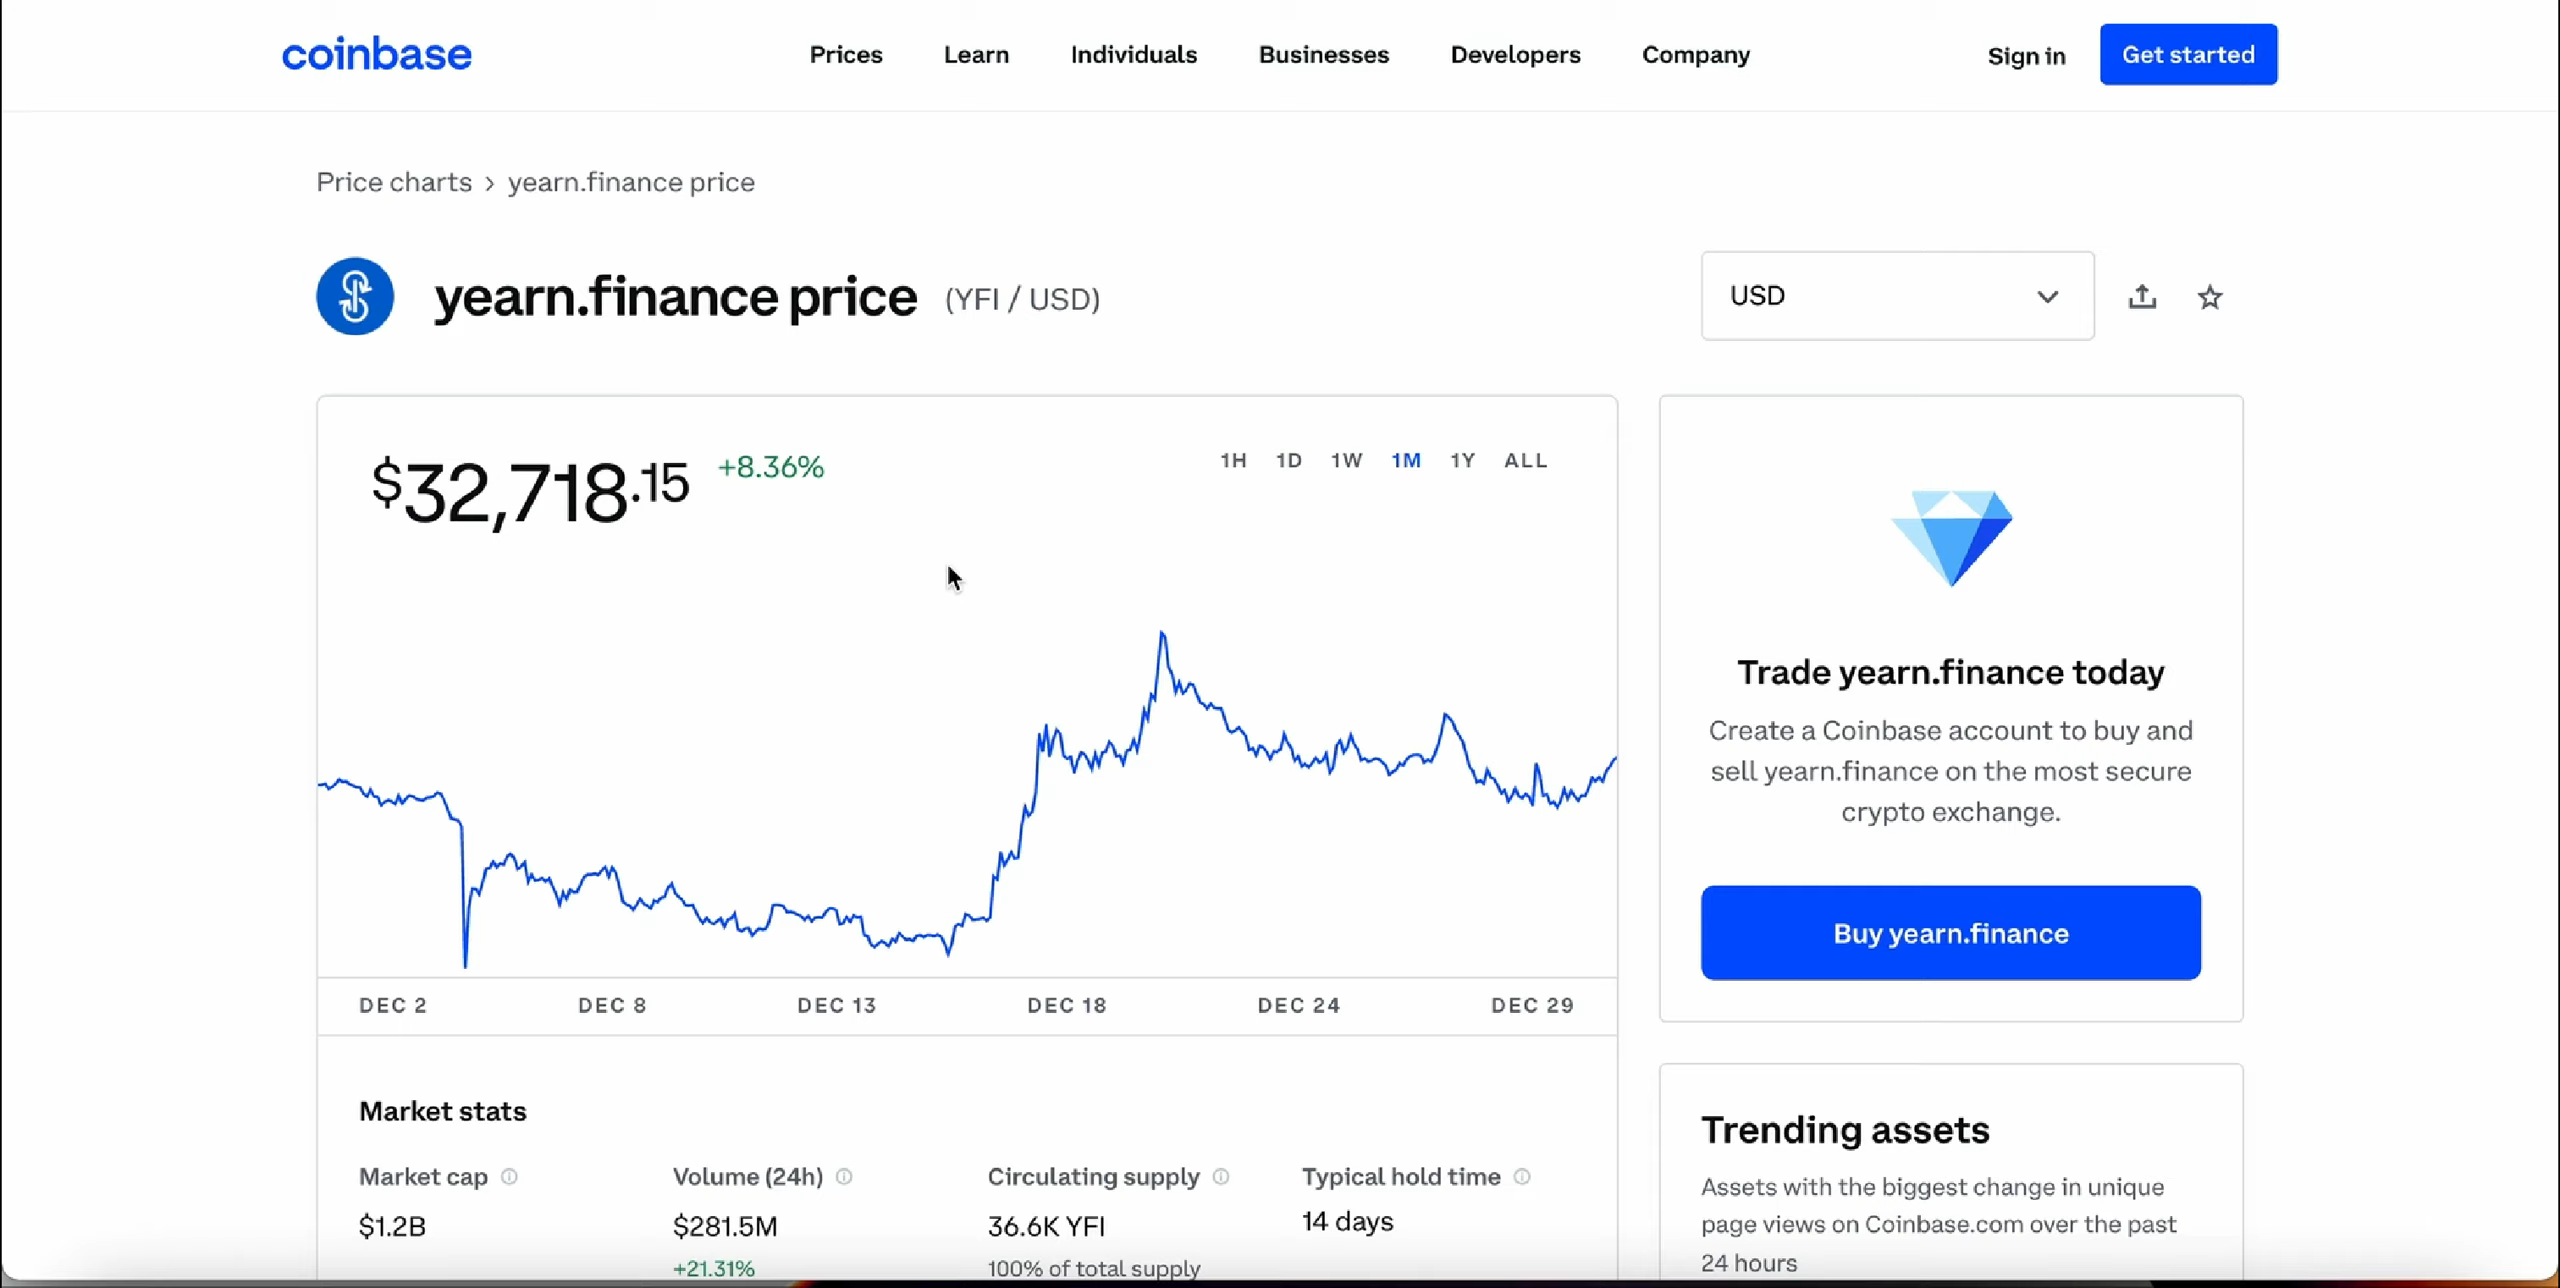 coinbase
Prices Learn Individuals Businesses Developers Company
Sign in
Get started
Price charts › yearn.finance price
yearn.finance price (YFI / USD)
USD
$32,718.15 +8.36%
1H 1D 1W 1M 1Y ALL
DEC 2 DEC 8 DEC 13 DEC 18 DEC 24 DEC 29
Market stats
Market cap Volume (24h) Circulating supply Typical hold time
$1.2B $281.5M 36.6K YFI 14 days
+21.31% 100% of total supply
Trade yearn.finance today
Create a Coinbase account to buy and
sell yearn.finance on the most secure
crypto exchange.
Buy yearn.finance
Trending assets
Assets with the biggest change in unique
page views on Coinbase.com over the past
24 hours